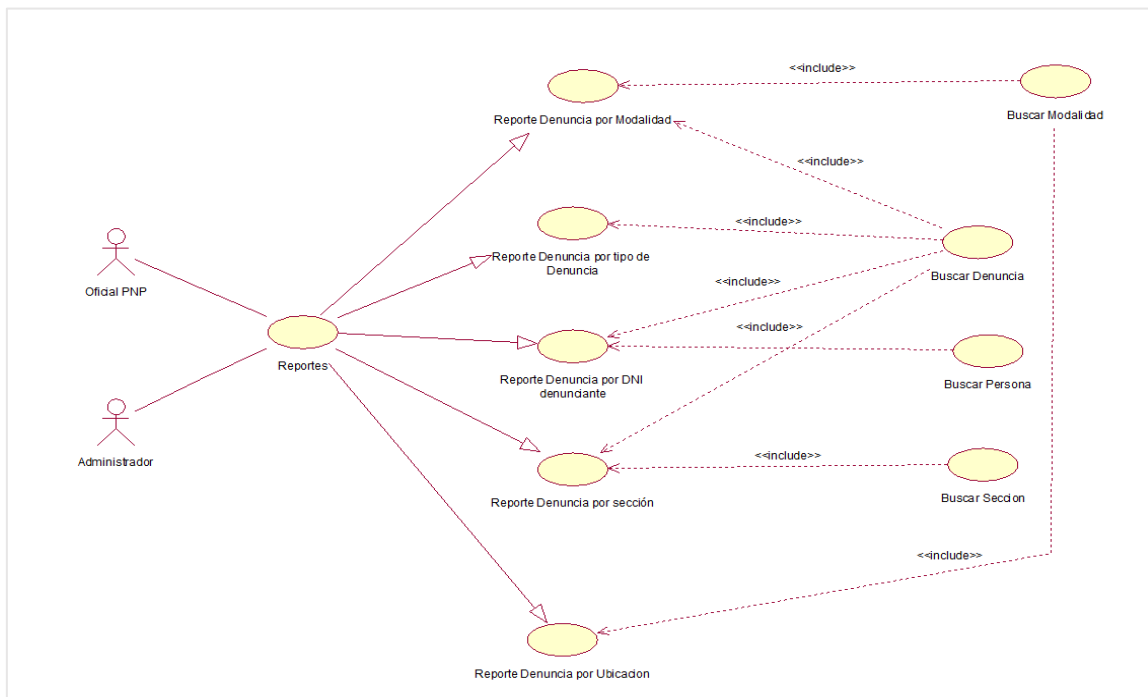 <<include>>
Reporte Denuncia por Modalidad
Buscar Modalidad
<<include>>
<<include>>
Reporte Denuncia por tipo de
Denuncia
Buscar Denuncia
Oficial PNP
<<include>>
<<include>>
Reportes
Reporte Denuncia por DNI
denunciante
Buscar Persona
Administrador
<<include>>
Reporte Denuncia por sección
Buscar Seccion
<<include>>
Reporte Denuncia por Ubicacion